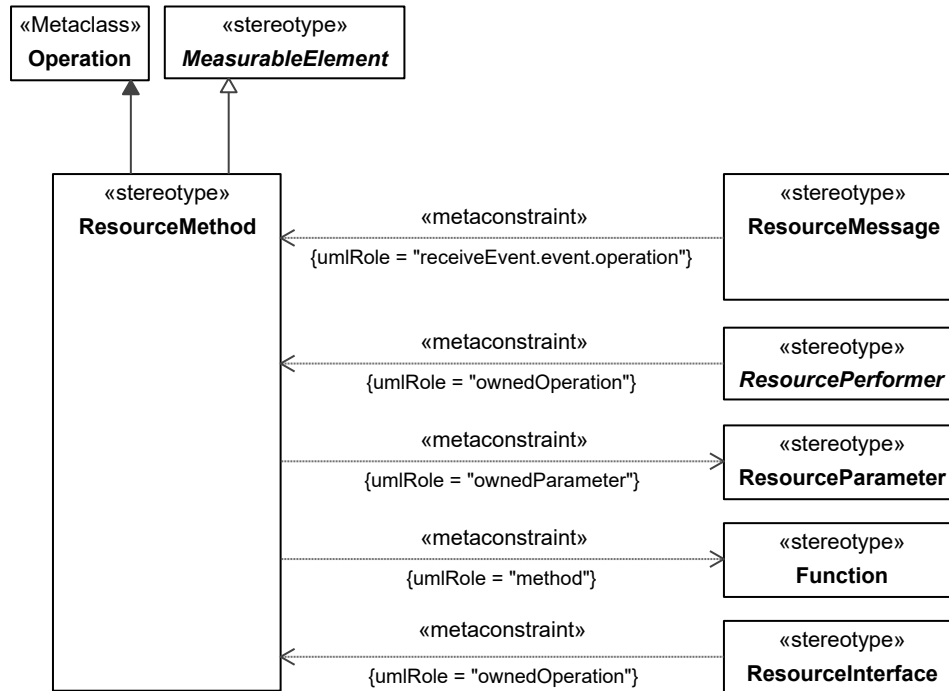 «Metaclass»
Operation
«stereotype»
MeasurableElement
«stereotype»
ResourceMethod
«metaconstraint»
{umlRole = "receiveEvent.event.operation"}
«stereotype»
ResourceMessage
«metaconstraint»
{umlRole = "ownedOperation"}
«stereotype»
ResourcePerformer
«metaconstraint»
{umlRole = "ownedParameter"}
«stereotype»
ResourceParameter
«metaconstraint»
{umlRole = "method"}
«stereotype»
Function
«metaconstraint»
{umlRole = "ownedOperation"}
«stereotype»
ResourceInterface